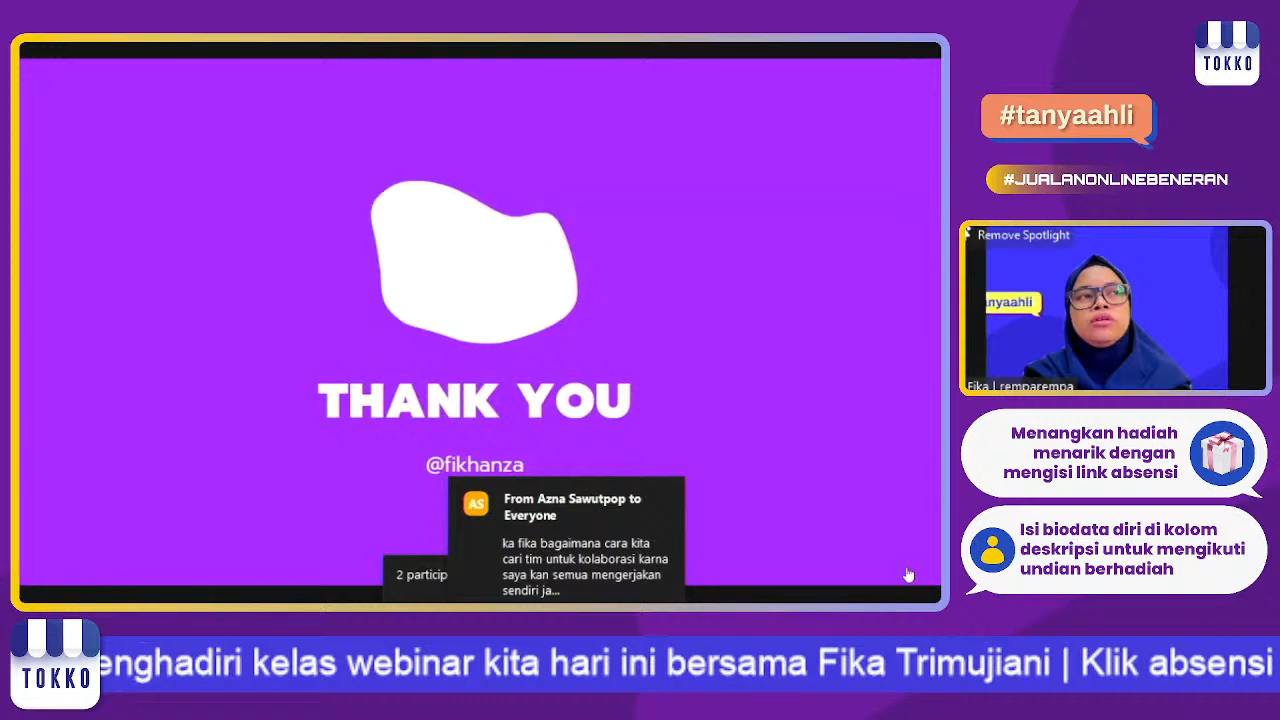 TOKKO
#tanyaahli
#JUALANONLINEBENERAN
Remove Spotlight
anyaahli
Fika | remparempa
THANK YOU
@fikhanza
AS
From Azna Sawutpop to
Everyone
ka fika bagaimana cara kita
cari tim untuk kolaborasi karna
saya kan semua mengerjakan
sendiri ja...
2 particip
Menangkan hadiah
menarik dengan
mengisi link absensi
Isi biodata diri di kolom
deskripsi untuk mengikuti
undian berhadiah
TOKKO
enghadiri kelas webinar kita hari ini bersama Fika Trimujiani | Klik absensi